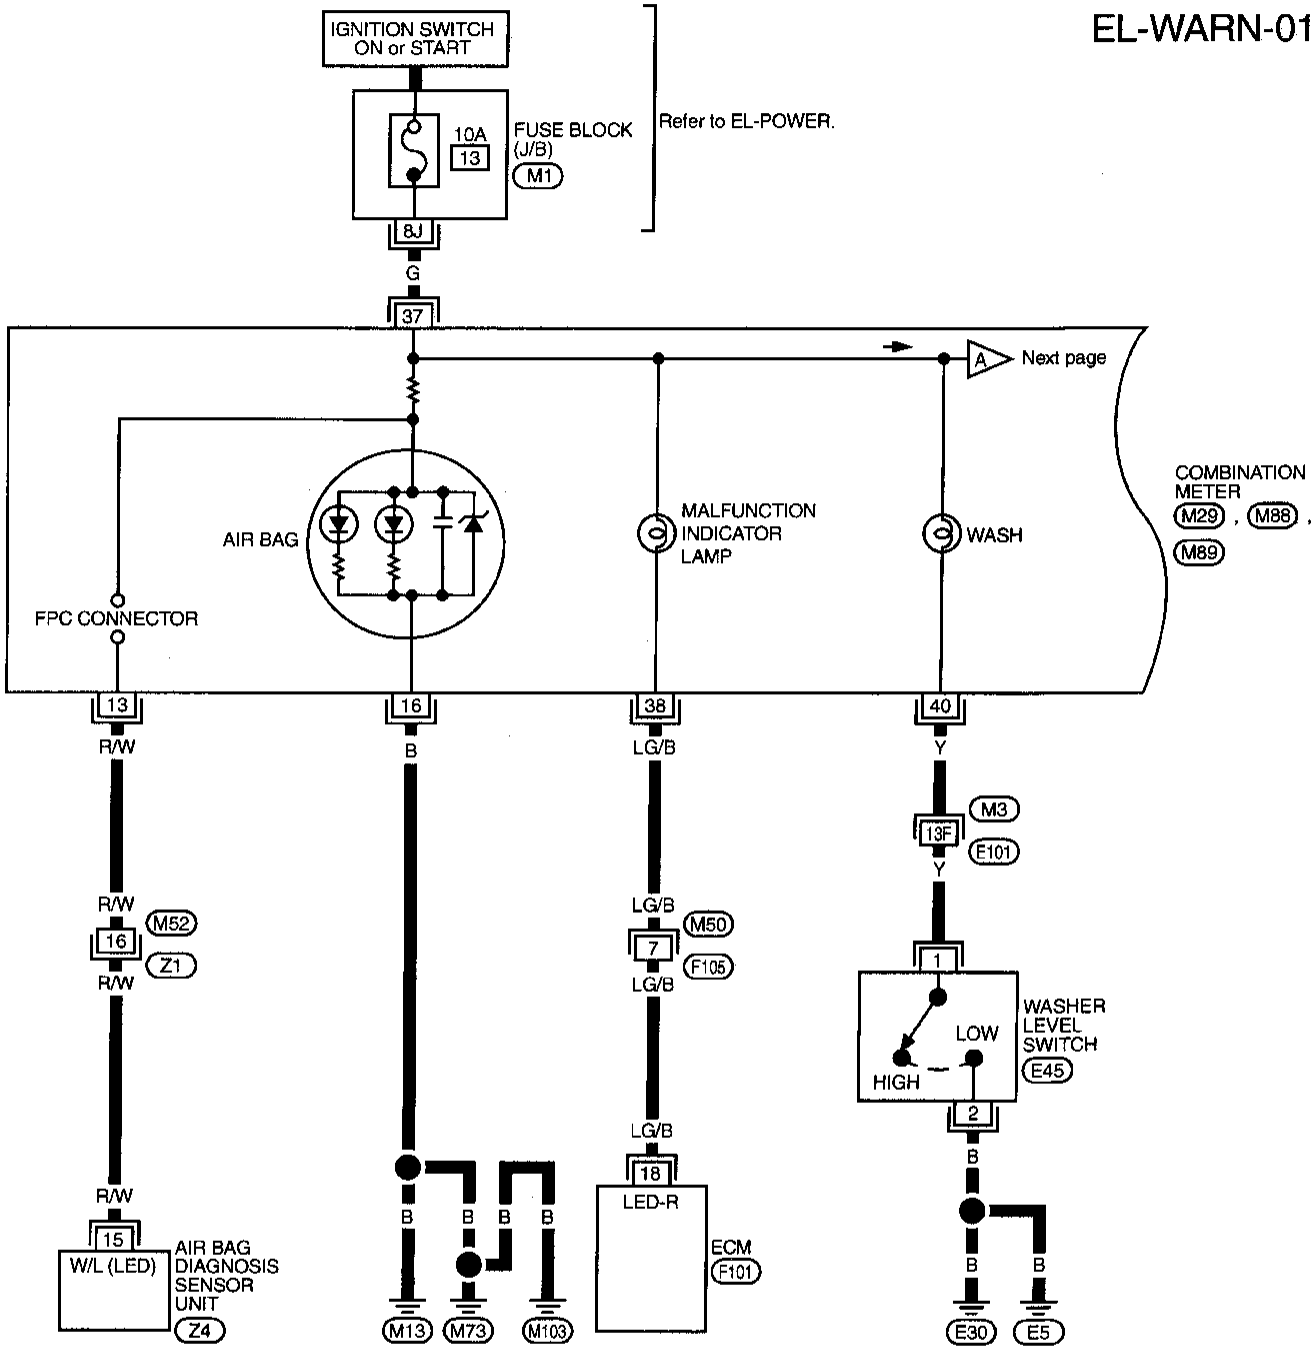 EL-WARN-01
IGNITION SWITCH
ON or START
Refer to EL-POWER.
10A
13
FUSE BLOCK
(J/B)
M1
8J
G
37
A
Next page
COMBINATION
METER
M29 , M88 ,
M89
AIR BAG
MALFUNCTION
INDICATOR
LAMP
WASH
FPC CONNECTOR
13
16
38
40
R/W
B
LG/B
Y
M3
13F
E101
Y
R/W
M52
16
Z1
R/W
LG/B
M50
7
F105
LG/B
1
WASHER
LEVEL
SWITCH
E45
LOW
HIGH
2
B
LG/B
18
LED-R
ECM
F101
R/W
15
W/L (LED)
AIR BAG
DIAGNOSIS
SENSOR
UNIT
Z4
B
B
B
B
M13
M73
M103
B
B
E30
E5